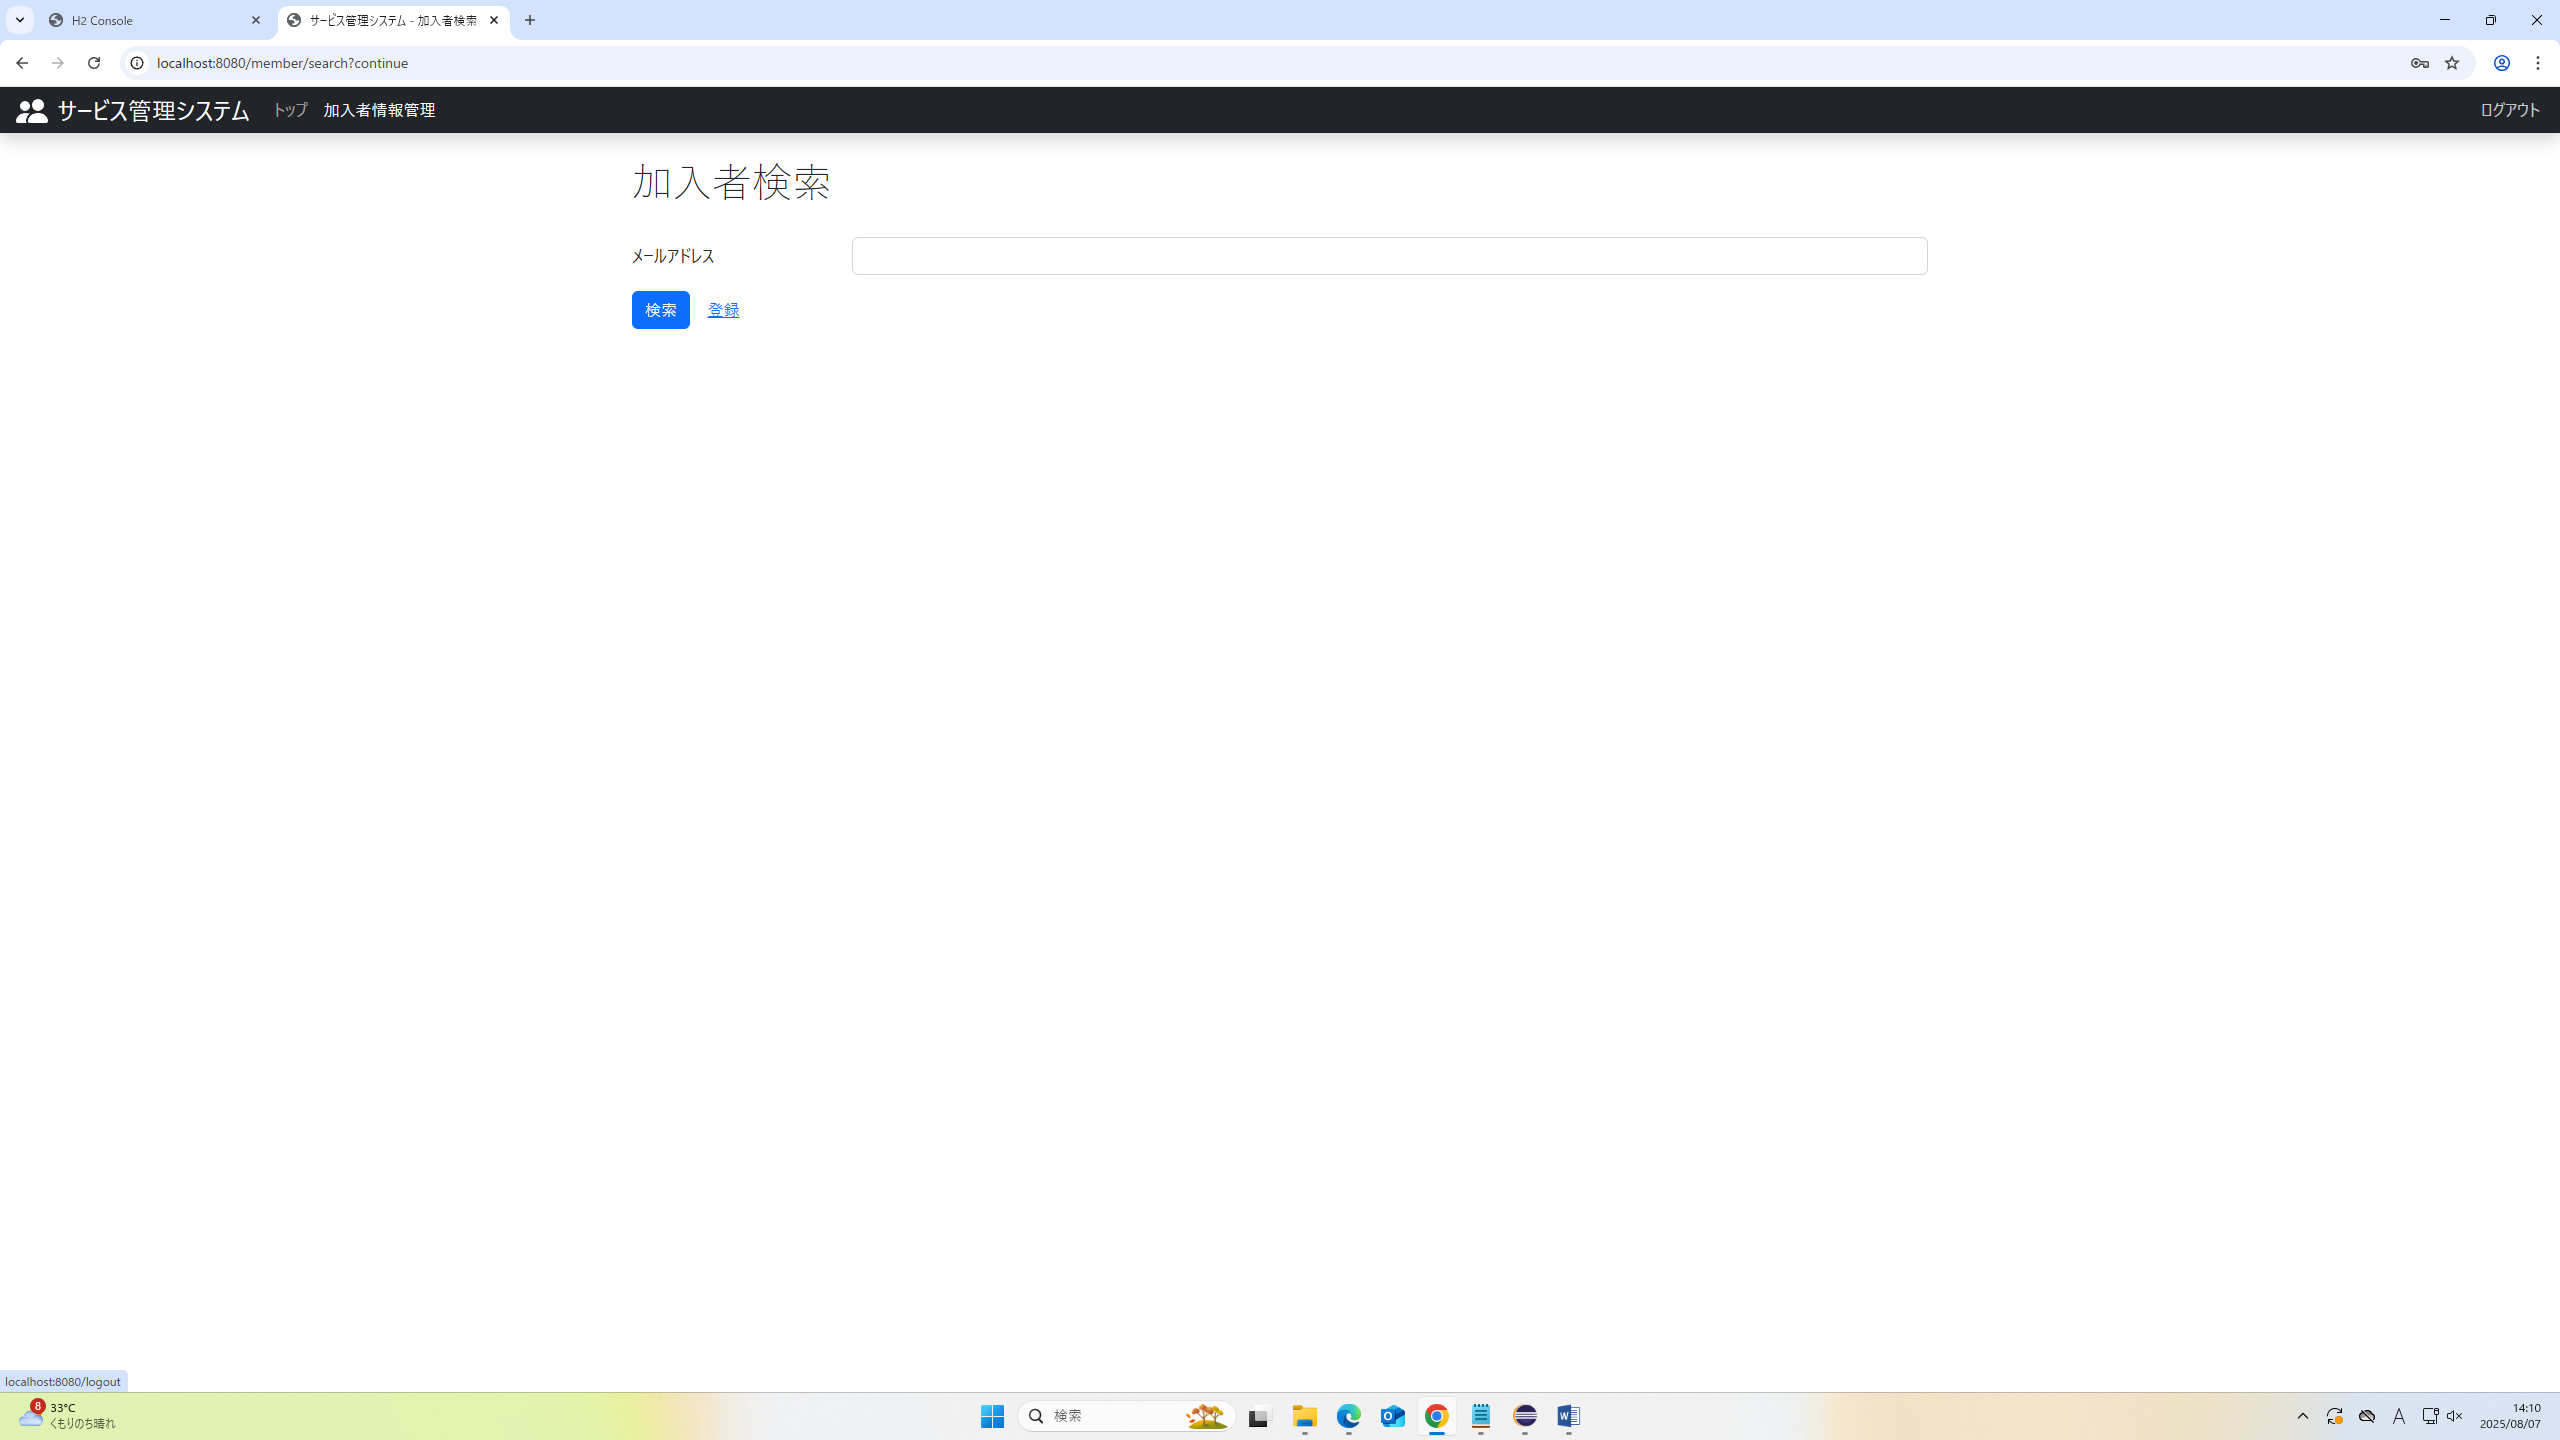 H2 Console
サービス管理システム - 加入者検索
localhost:8080/member/search?continue
サービス管理システム トップ 加入者情報管理 ログアウト
加入者検索
メールアドレス
検索 登録
localhost:8080/logout
8
33°C
くもりのち晴れ
検索
A
14:10
2025/08/07